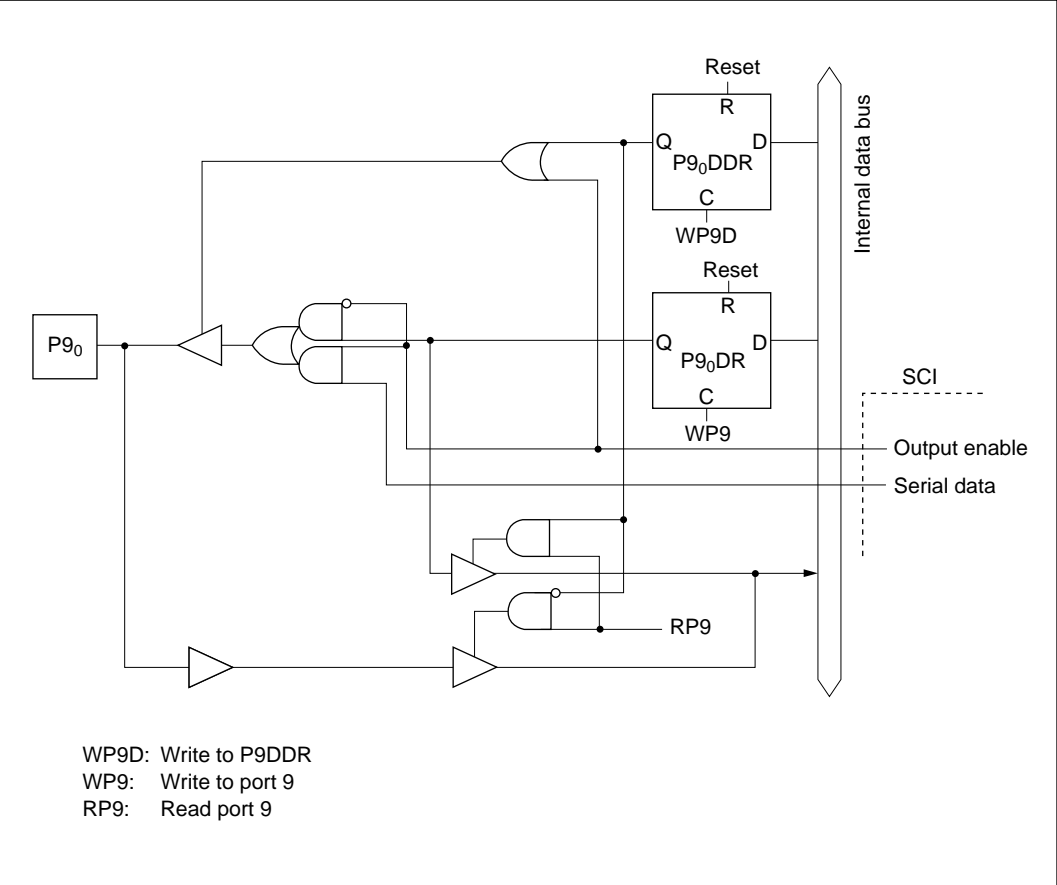 Reset
R
Q D
P9₀DDR
C
WP9D
Internal data bus
Reset
R
Q D
P9₀DR
C
WP9
P9₀
SCI
Output enable
Serial data
RP9
WP9D: Write to P9DDR
WP9: Write to port 9
RP9: Read port 9